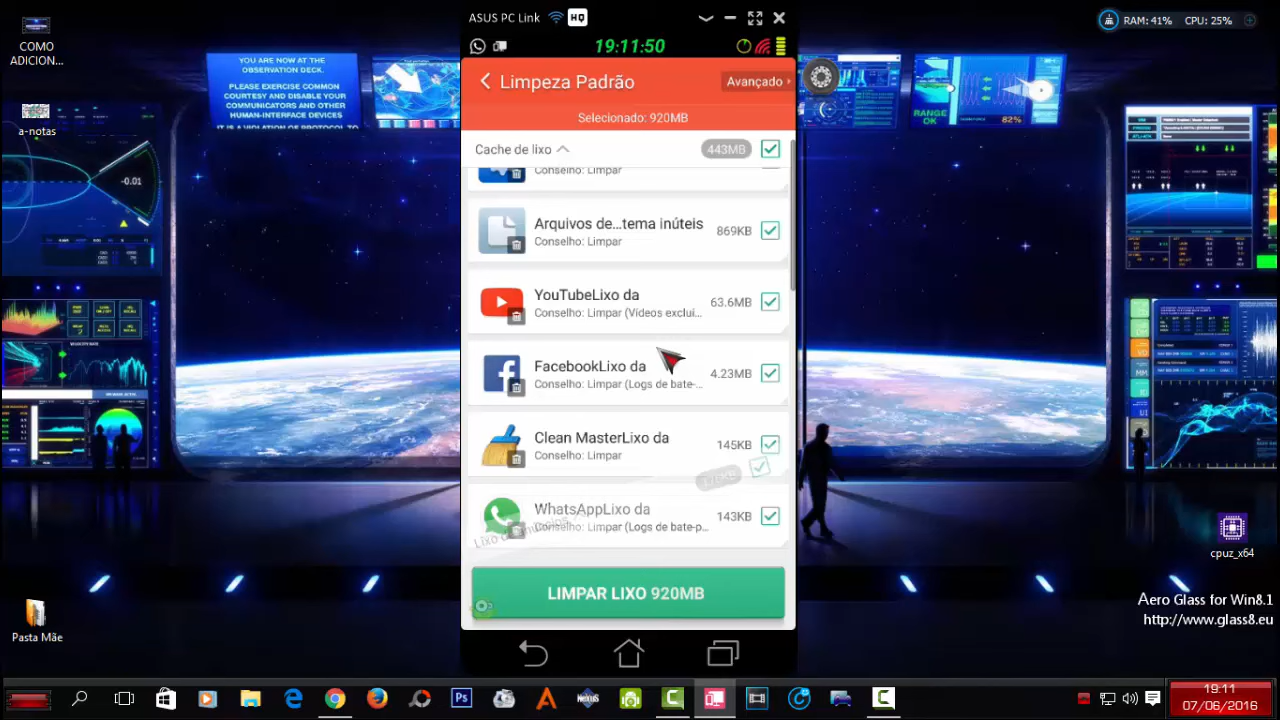 COMO
ADICION...
a-notas
Pasta Mãe
YOU ARE NOW AT THE
OBSERVATION DECK.
PLEASE EXERCISE COMMON
COURTESY AND DISABLE YOUR
COMMUNICATORS AND OTHER
HUMAN-INTERFACE DEVICES
-0.01
ASUS PC Link
HQ
19:11:50
Limpeza Padrão
Avançado
Selecionado: 920MB
Cache de lixo
443MB
Conselho: Limpar
Arquivos de...tema inúteis
Conselho: Limpar
869KB
YouTubeLixo da
Conselho: Limpar (Vídeos exclui...
63.6MB
FacebookLixo da
Conselho: Limpar (Logs de bate-...
4.23MB
Clean MasterLixo da
Conselho: Limpar
145KB
WhatsAppLixo da
Conselho: Limpar (Logs de bate-p...
143KB
LIMPAR LIXO 920MB
RAM: 41%
CPU: 25%
RANGE
OK
82%
cpuz_x64
Aero Glass for Win8.1
http://www.glass8.eu
Ps
NEXUS
19:11
07/06/2016